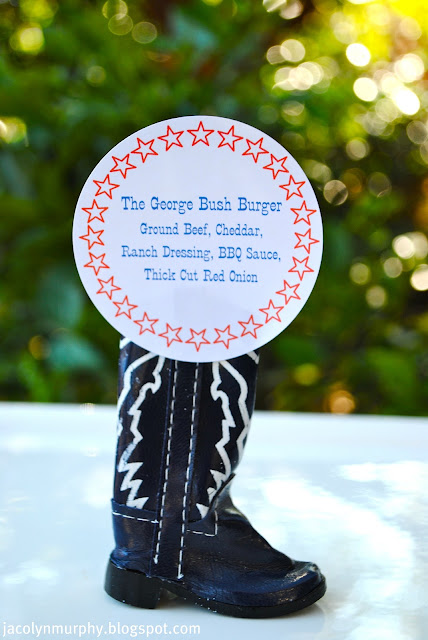 The George Bush Burger
Ground Beef, Cheddar,
Ranch Dressing, BBQ Sauce,
Thick Cut Red Onion
jacolynmurphy.blogspot.com